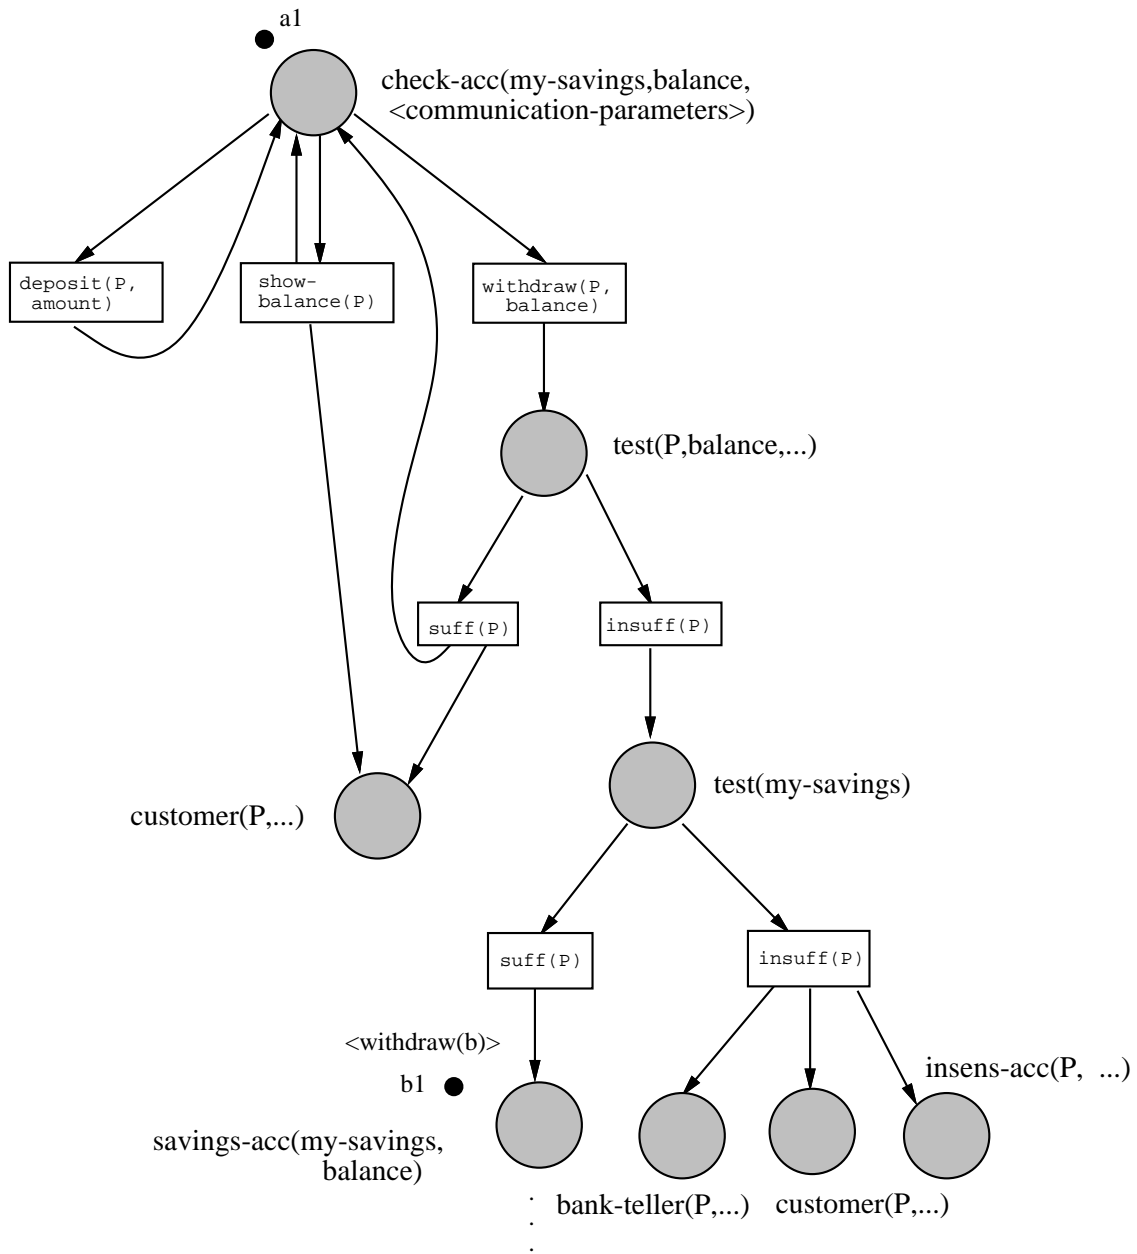 a1
check-acc(my-savings,balance,
<communication-parameters>)
deposit(P,
amount)
show-
balance(P)
withdraw(P,
balance)
test(P,balance,...)
suff(P)
insuff(P)
test(my-savings)
customer(P,...)
suff(P)
insuff(P)
<withdraw(b)>
b1
insens-acc(P, ...)
savings-acc(my-savings,
balance)
bank-teller(P,...)
customer(P,...)
.
.
.